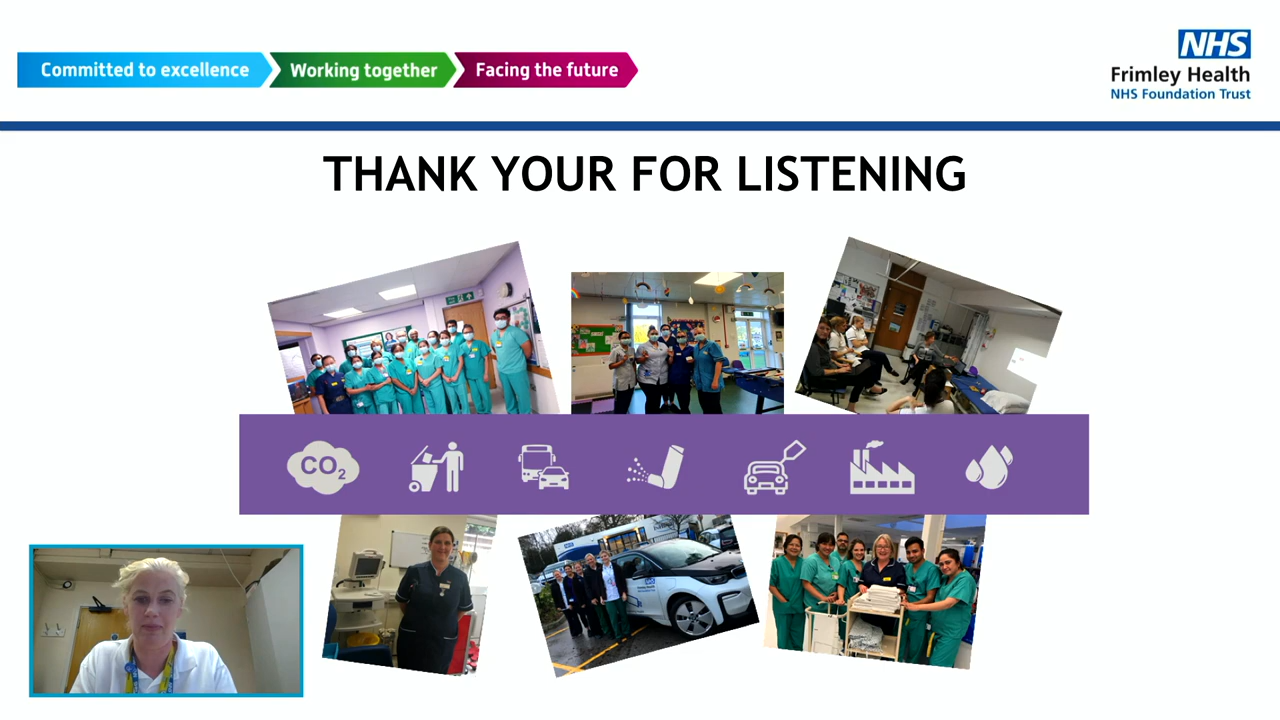 Committed to excellence
Working together
Facing the future
NHS
Frimley Health
NHS Foundation Trust
THANK YOUR FOR LISTENING
CO2